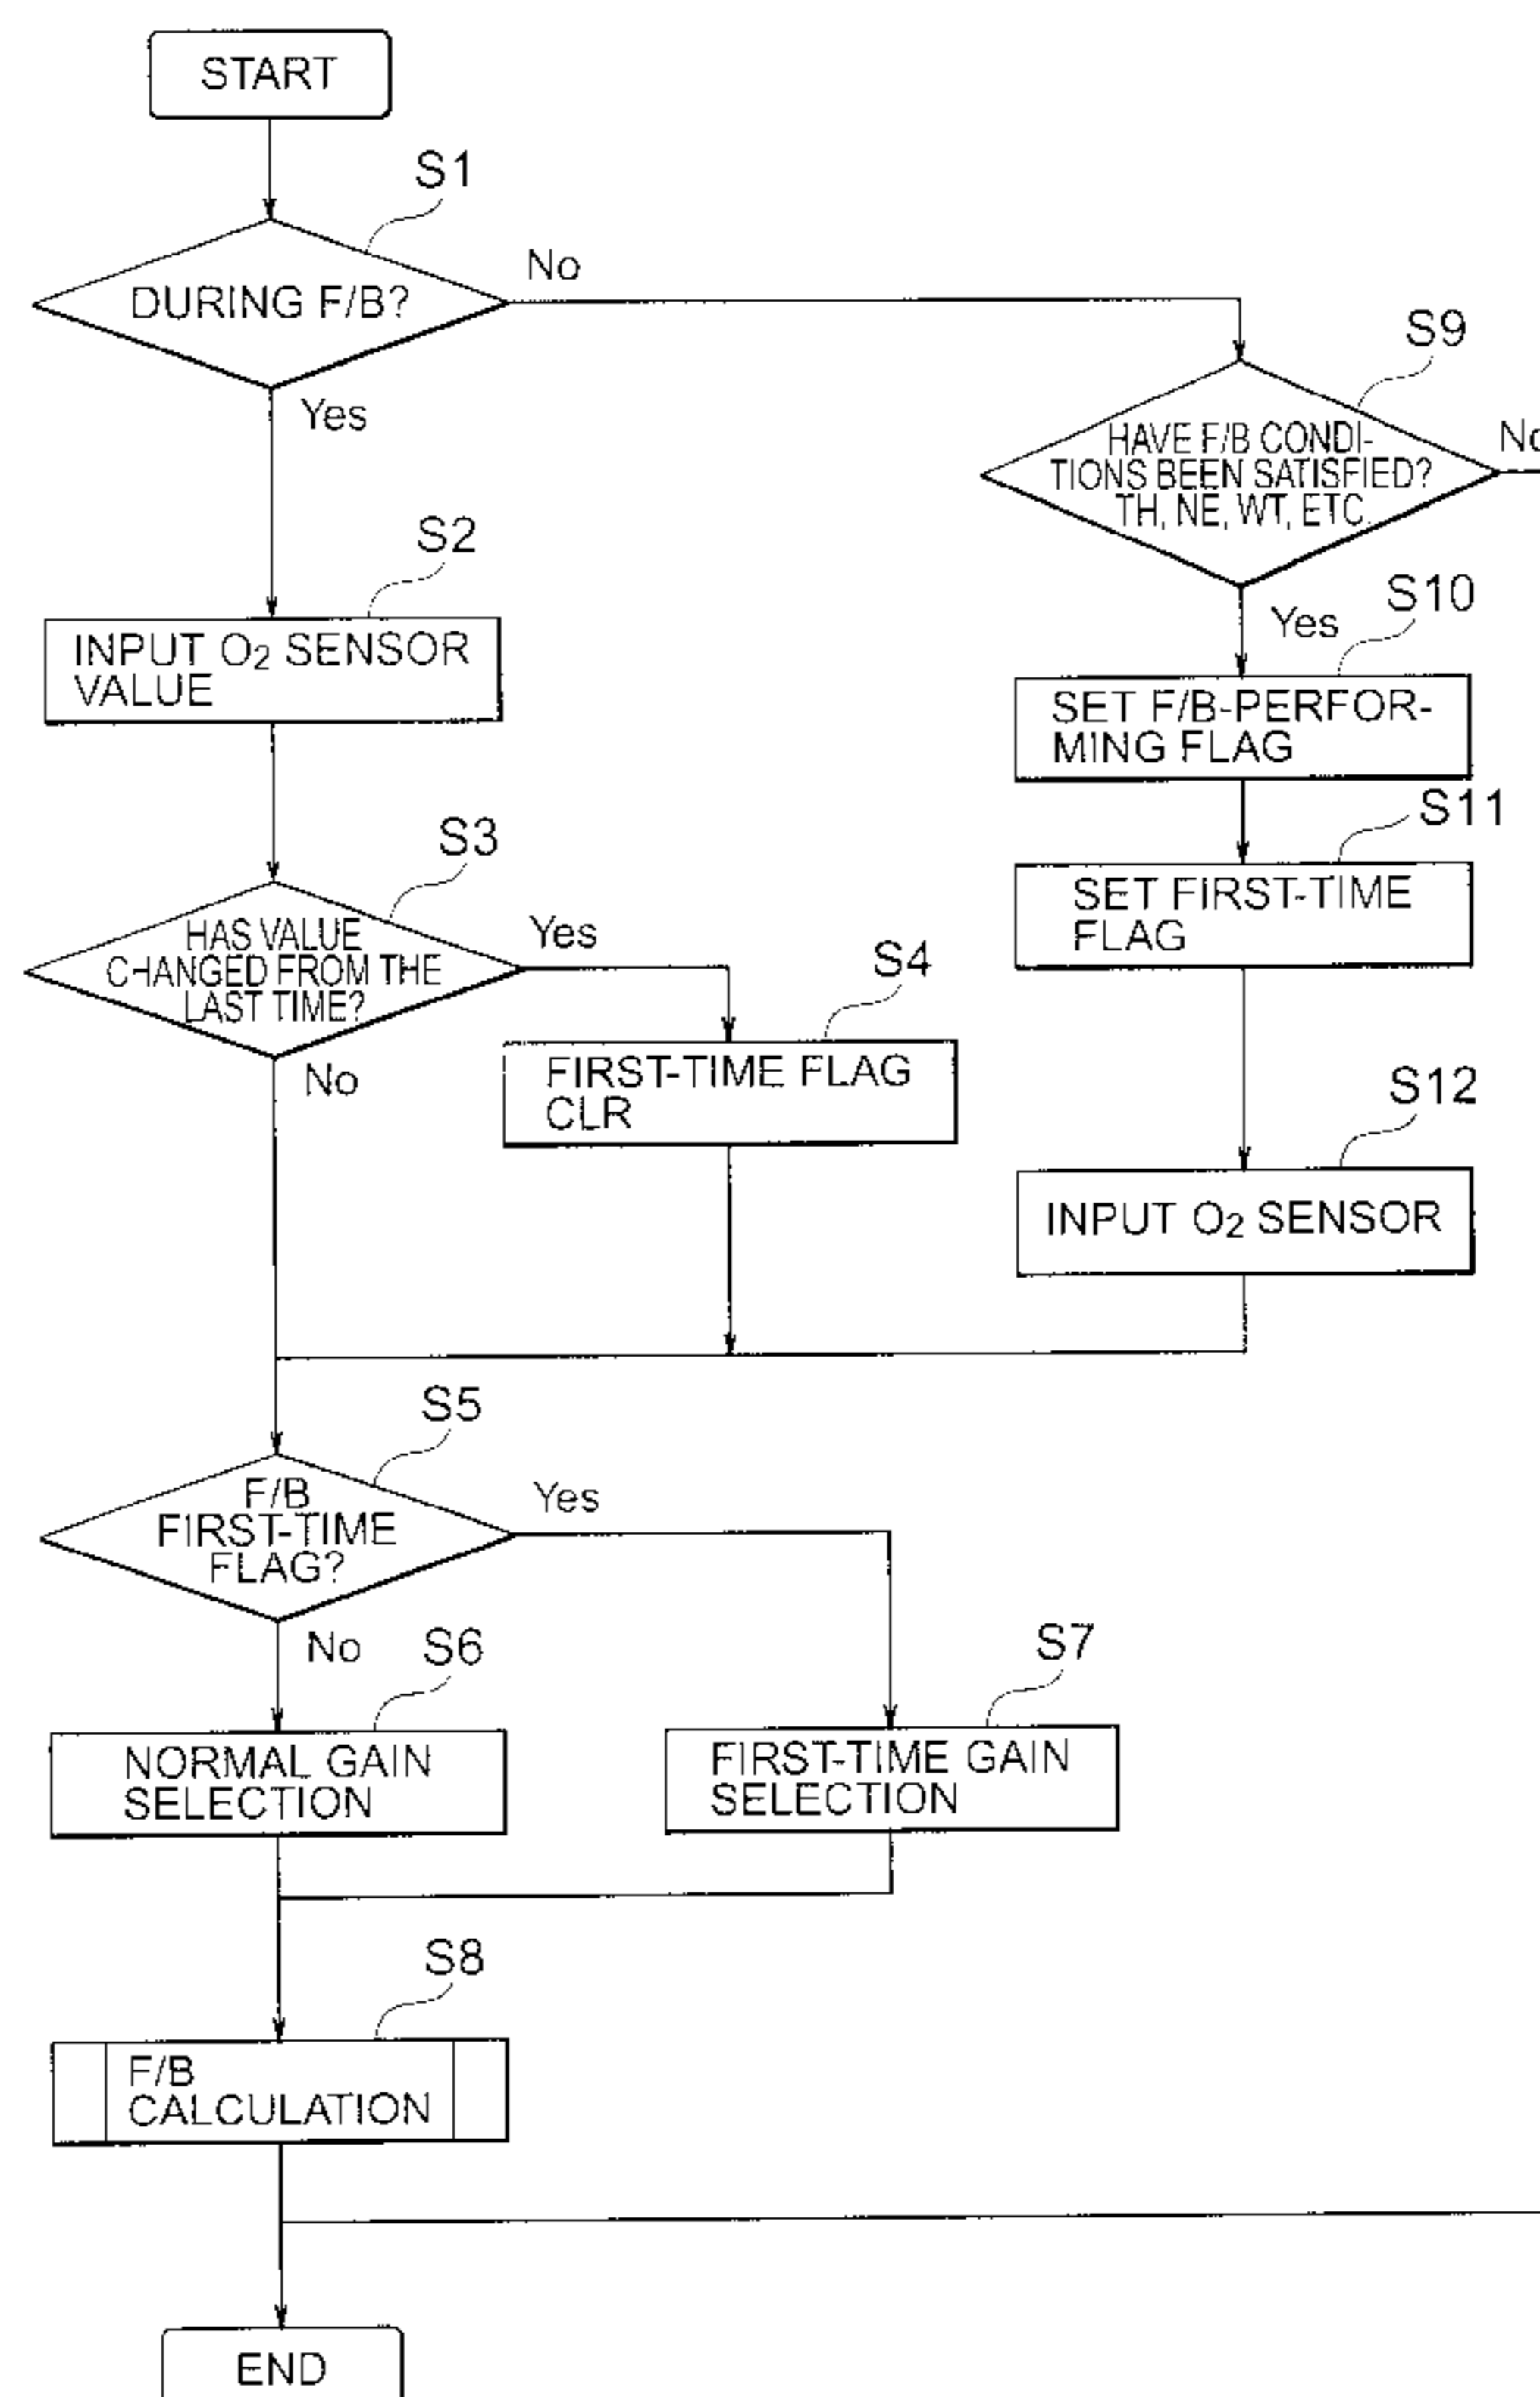 START
S1
DURING F/B?
No
Yes
S9
HAVE F/B CONDI-
TIONS BEEN SATISFIED?
TH, NE, WT, ETC.
S2
INPUT O2 SENSOR
VALUE
Yes
S10
SET F/B-PERFOR-
MING FLAG
S11
SET FIRST-TIME
FLAG
S3
HAS VALUE
CHANGED FROM THE
LAST TIME?
Yes
No
S4
FIRST-TIME FLAG
CLR
S12
INPUT O2 SENSOR
S5
F/B
FIRST-TIME
FLAG?
Yes
No
S6
NORMAL GAIN
SELECTION
S7
FIRST-TIME GAIN
SELECTION
S8
F/B
CALCULATION
END